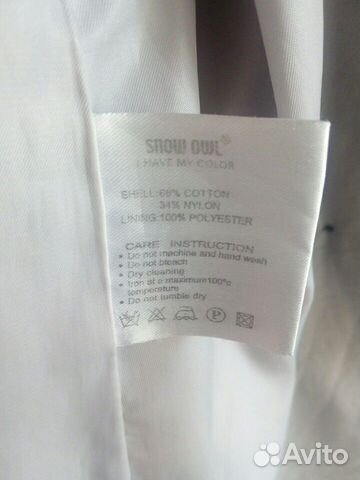 SNOW OWL®
I HAVE MY COLOR
SHELL:66% COTTON
34% NYLON
LINING:100% POLYESTER
CARE INSTRUCTION
• Do not machine and hand wash
• Do not bleach
• Dry cleaning
• Iron at e maximum100°c
temperature
• Do not tumble dry
P
Avito